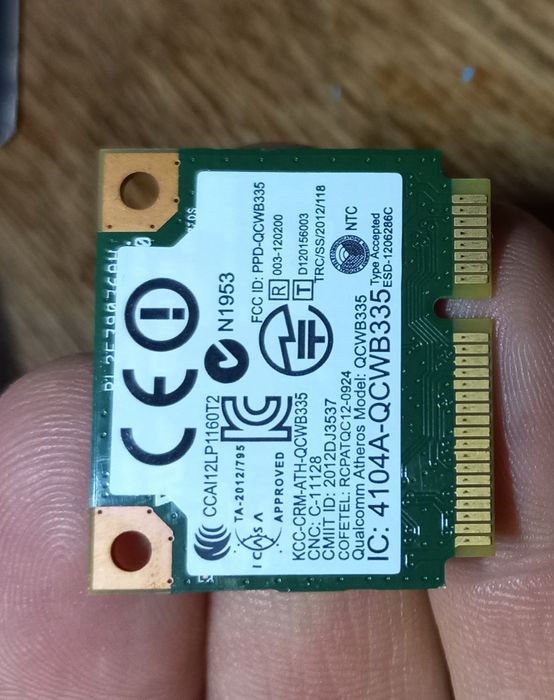 CE
N1953
CCAI12LP1160T2
TA-2012/795
ICASA
APPROVED
FCC ID: PPD-QCWB335
R 003-120200
T D120156003
TRC/SS/2012/118
NTC
Type Accepted
ESD-1206286C
KCC-CRM-ATH-QCWB335
CNC: C-11128
CMIIT ID: 2012DJ3537
COFETEL: RCPATQC12-0924
Qualcomm Atheros Model: QCWB335
IC: 4104A-QCWB335